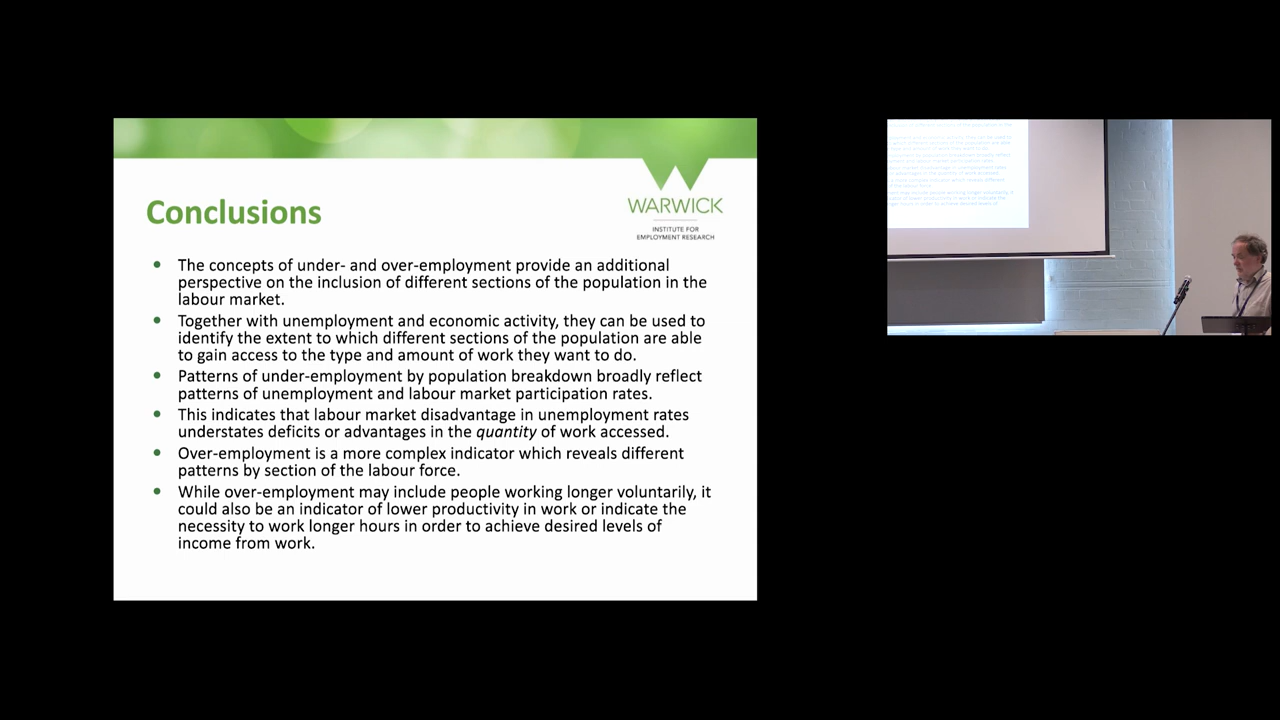 Conclusions
WARWICK
INSTITUTE FOR
EMPLOYMENT RESEARCH
• The concepts of under- and over-employment provide an additional
perspective on the inclusion of different sections of the population in the
labour market.
• Together with unemployment and economic activity, they can be used to
identify the extent to which different sections of the population are able
to gain access to the type and amount of work they want to do.
• Patterns of under-employment by population breakdown broadly reflect
patterns of unemployment and labour market participation rates.
• This indicates that labour market disadvantage in unemployment rates
understates deficits or advantages in the quantity of work accessed.
• Over-employment is a more complex indicator which reveals different
patterns by section of the labour force.
• While over-employment may include people working longer voluntarily, it
could also be an indicator of lower productivity in work or indicate the
necessity to work longer hours in order to achieve desired levels of
income from work.